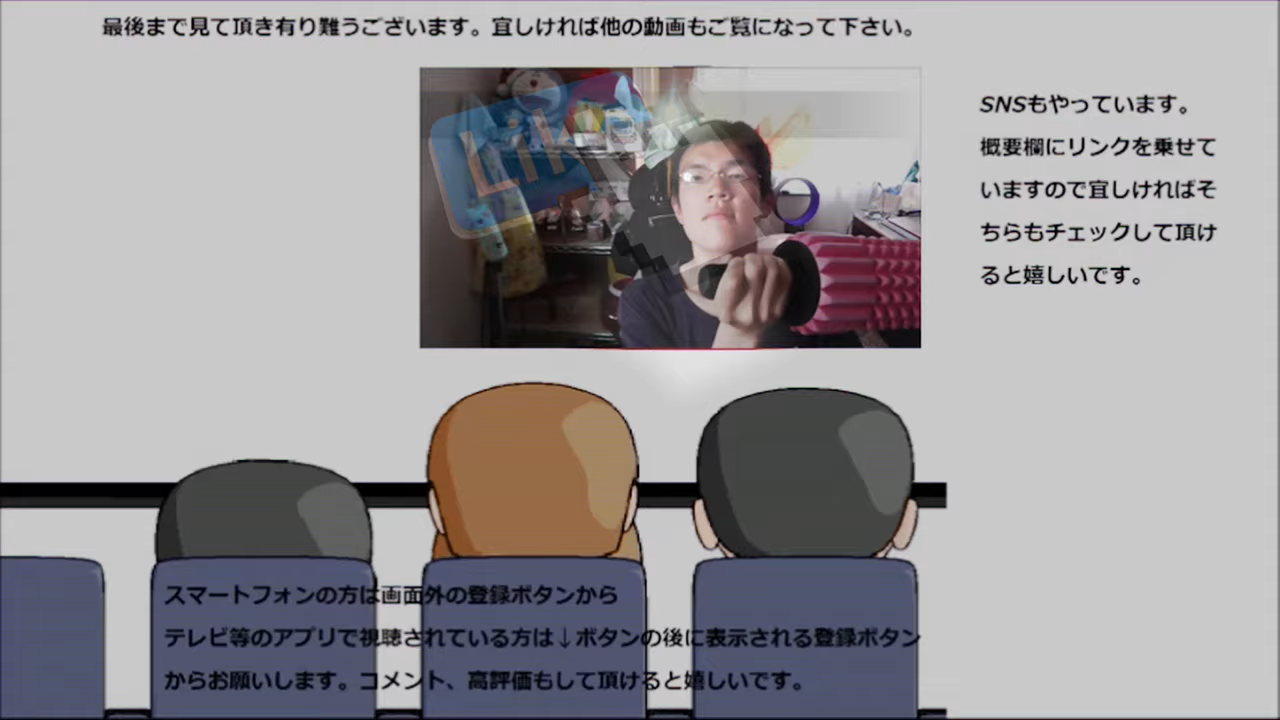 最後まで見て頂き有り難うございます。宜しければ他の動画もご覧になって下さい。
Like
SNSもやっています。
概要欄にリンクを乗せて
いますので宜しければそ
ちらもチェックして頂け
ると嬉しいです。
スマートフォンの方は画面外の登録ボタンから
テレビ等のアプリで視聴されている方は↓ボタンの後に表示される登録ボタン
からお願いします。コメント、高評価もして頂けると嬉しいです。